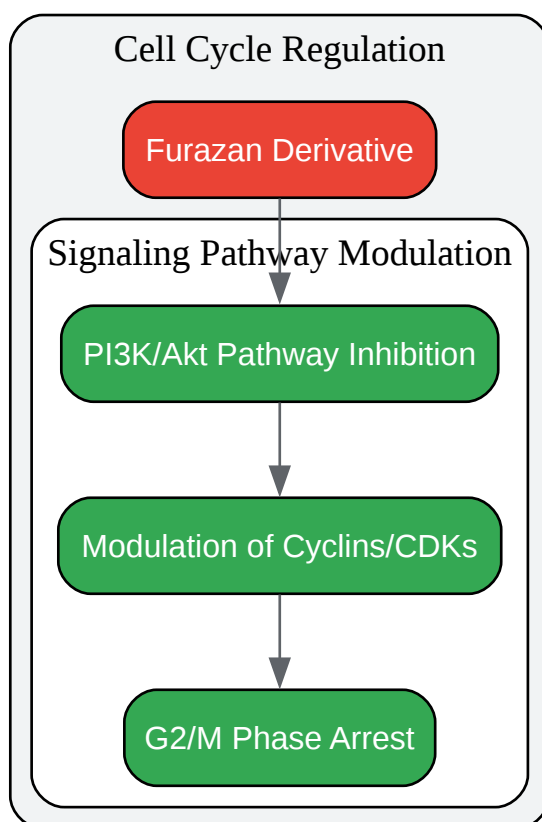 Cell Cycle Regulation
Furazan Derivative
Signaling Pathway Modulation
PI3K/Akt Pathway Inhibition
Modulation of Cyclins/CDKs
G2/M Phase Arrest